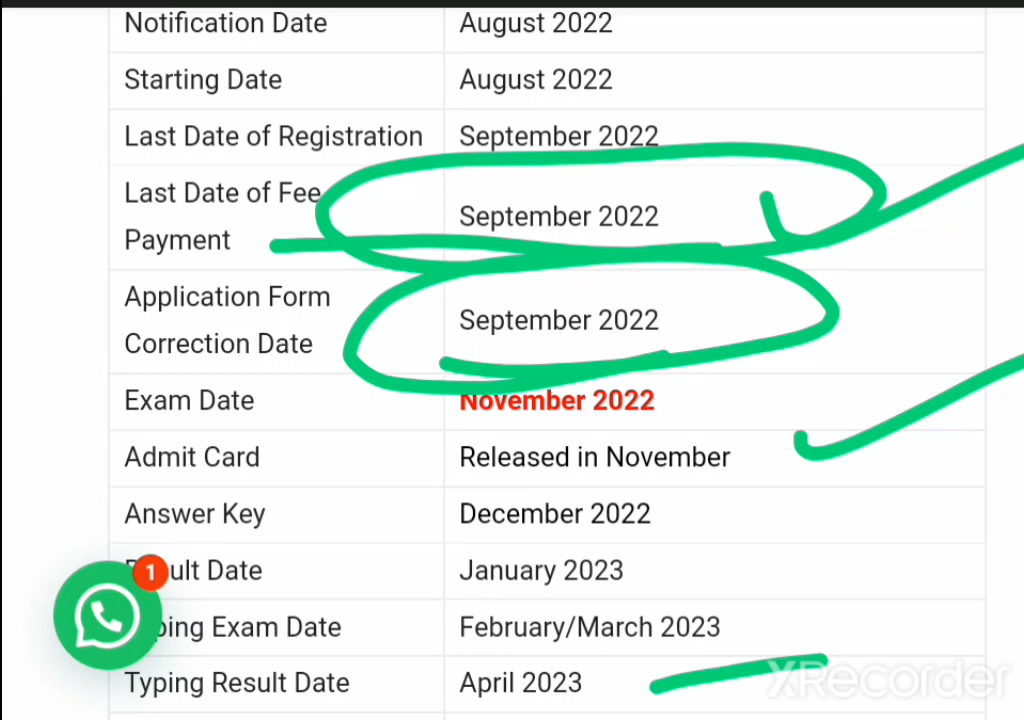 Notification Date August 2022
Starting Date August 2022
Last Date of Registration September 2022
Last Date of Fee
Payment September 2022
Application Form
Correction Date September 2022
Exam Date November 2022
Admit Card Released in November
Answer Key December 2022
1
ult Date January 2023
ping Exam Date February/March 2023
Typing Result Date April 2023
XRecorder